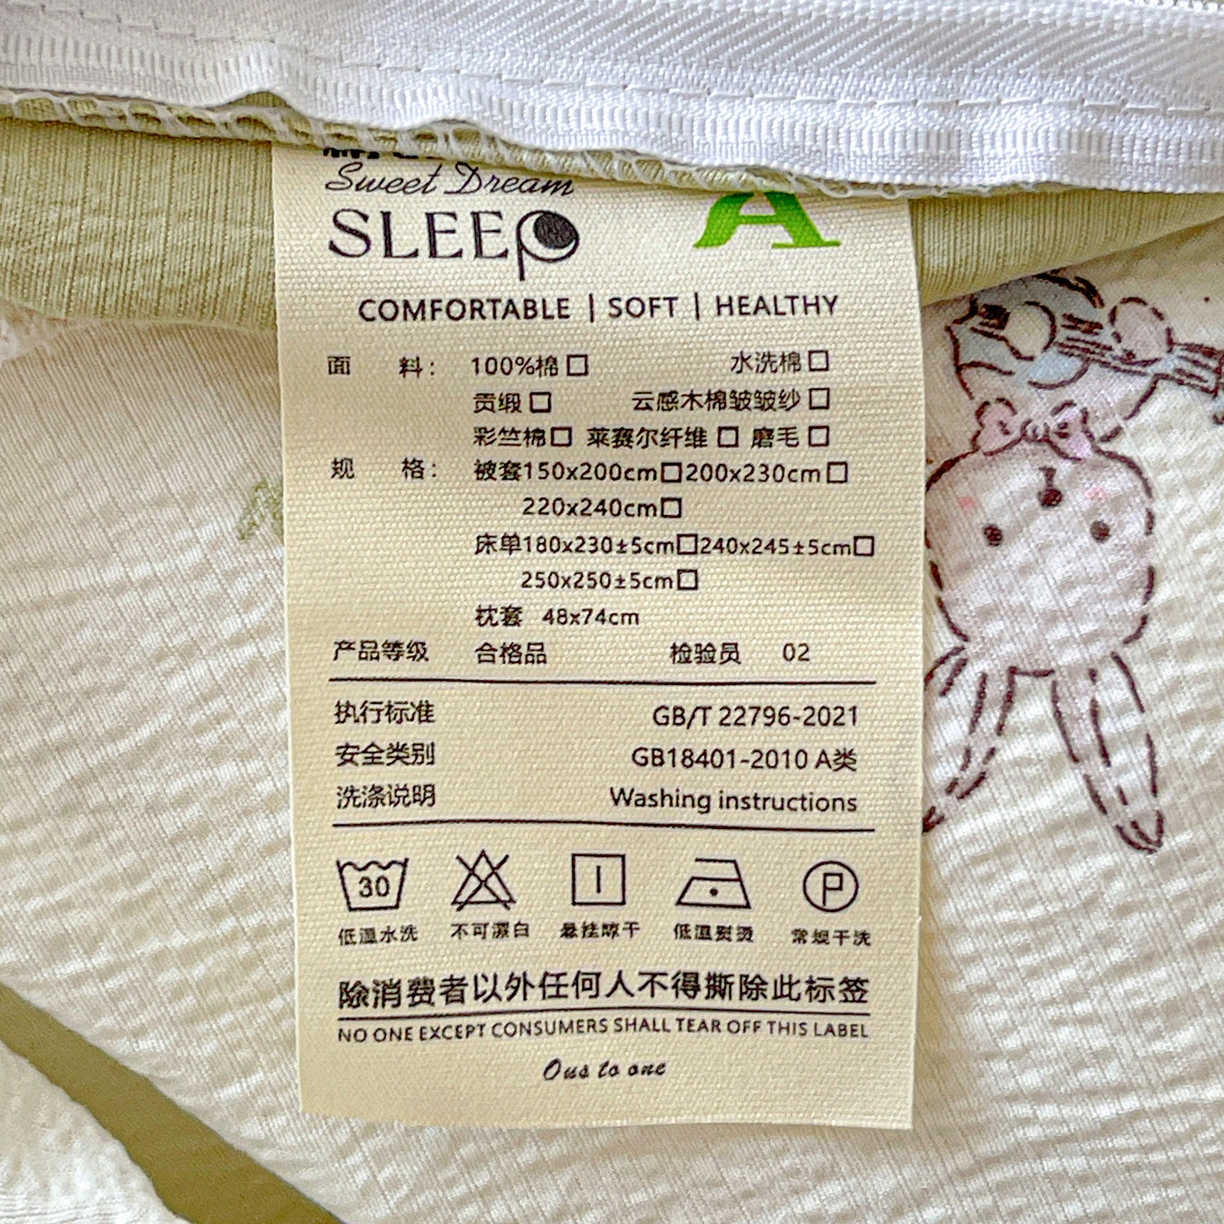 Sweet Dream
SLEEP
A
COMFORTABLE | SOFT | HEALTHY
面 料: 100%棉□ 水洗棉□
贡缎□ 云感木棉皱皱纱□
彩竺棉□ 莱赛尔纤维□ 磨毛□
规 格: 被套150x200cm□200x230cm□
220x240cm□
床单180x230±5cm□240x245±5cm□
250x250±5cm□
枕套 48x74cm
产品等级 合格品 检验员 02
执行标准 GB/T 22796-2021
安全类别 GB18401-2010 A类
洗涤说明 Washing instructions
30 P
低温水洗 不可漂白 悬挂晾干 低温熨烫 常规干洗
除消费者以外任何人不得撕除此标签
NO ONE EXCEPT CONSUMERS SHALL TEAR OFF THIS LABEL
Ous to one